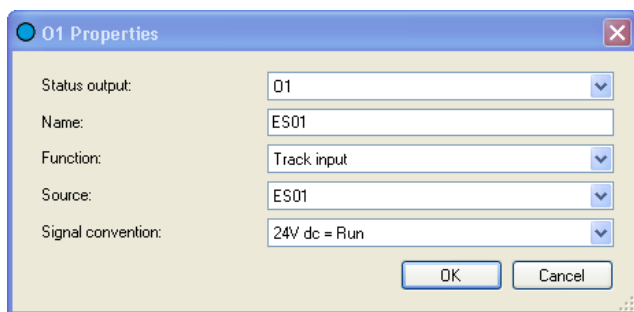 O1 Properties
Status output: O1
Name: ES01
Function: Track input
Source: ES01
Signal convention: 24V dc = Run
OK Cancel